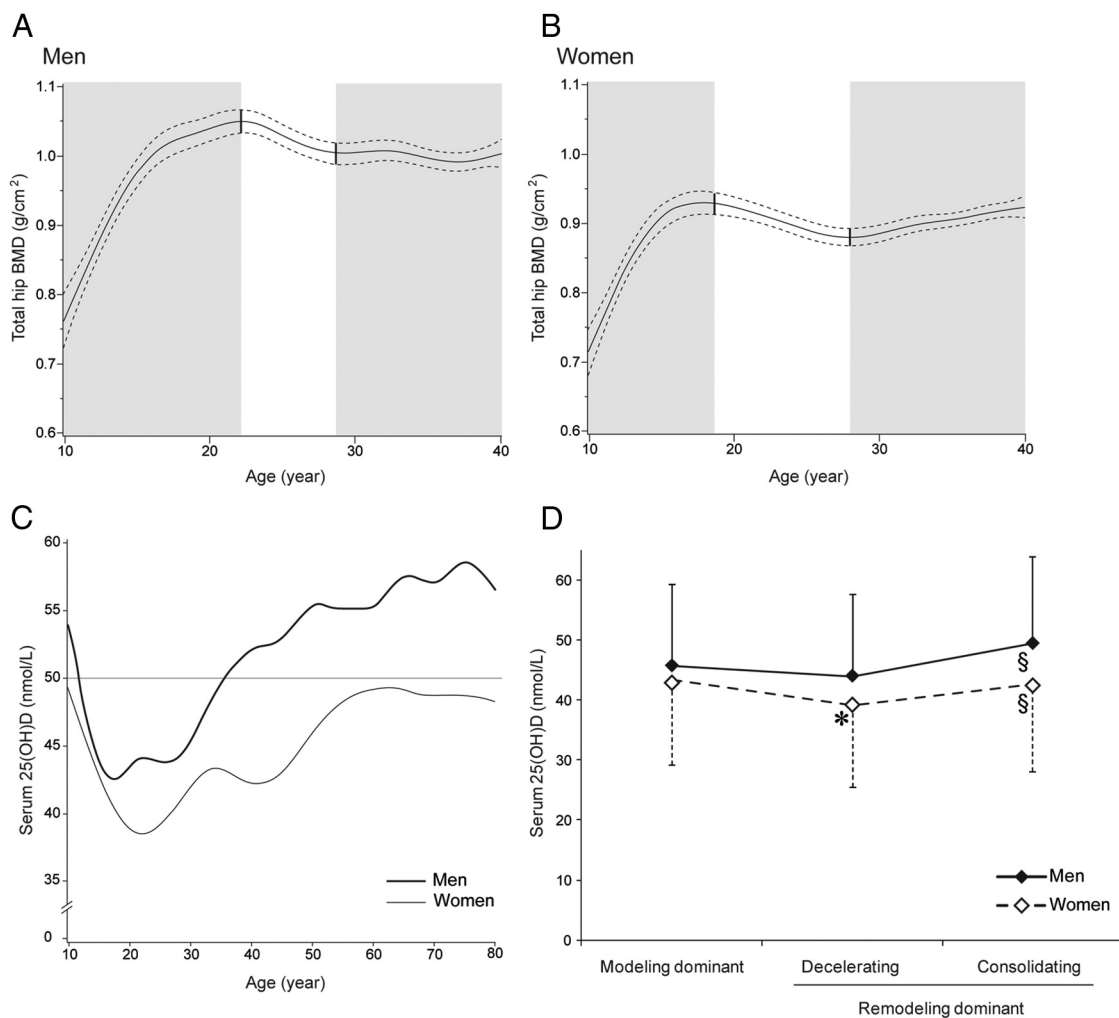 A
Men
Total hip BMD (g/cm²)
1.1
1.0
0.9
0.8
0.7
0.6
10
20
30
40
Age (year)
B
Women
Total hip BMD (g/cm²)
1.1
1.0
0.9
0.8
0.7
0.6
10
20
30
40
Age (year)
C
Serum 25(OH)D (nmol/L)
60
55
50
45
40
35
0
Men
Women
10
20
30
40
50
60
70
80
Age (year)
D
Serum 25(OH)D (nmol/L)
60
50
40
30
20
10
0
§
§
*
Men
Women
Modeling dominant
Decelerating
Consolidating
Remodeling dominant